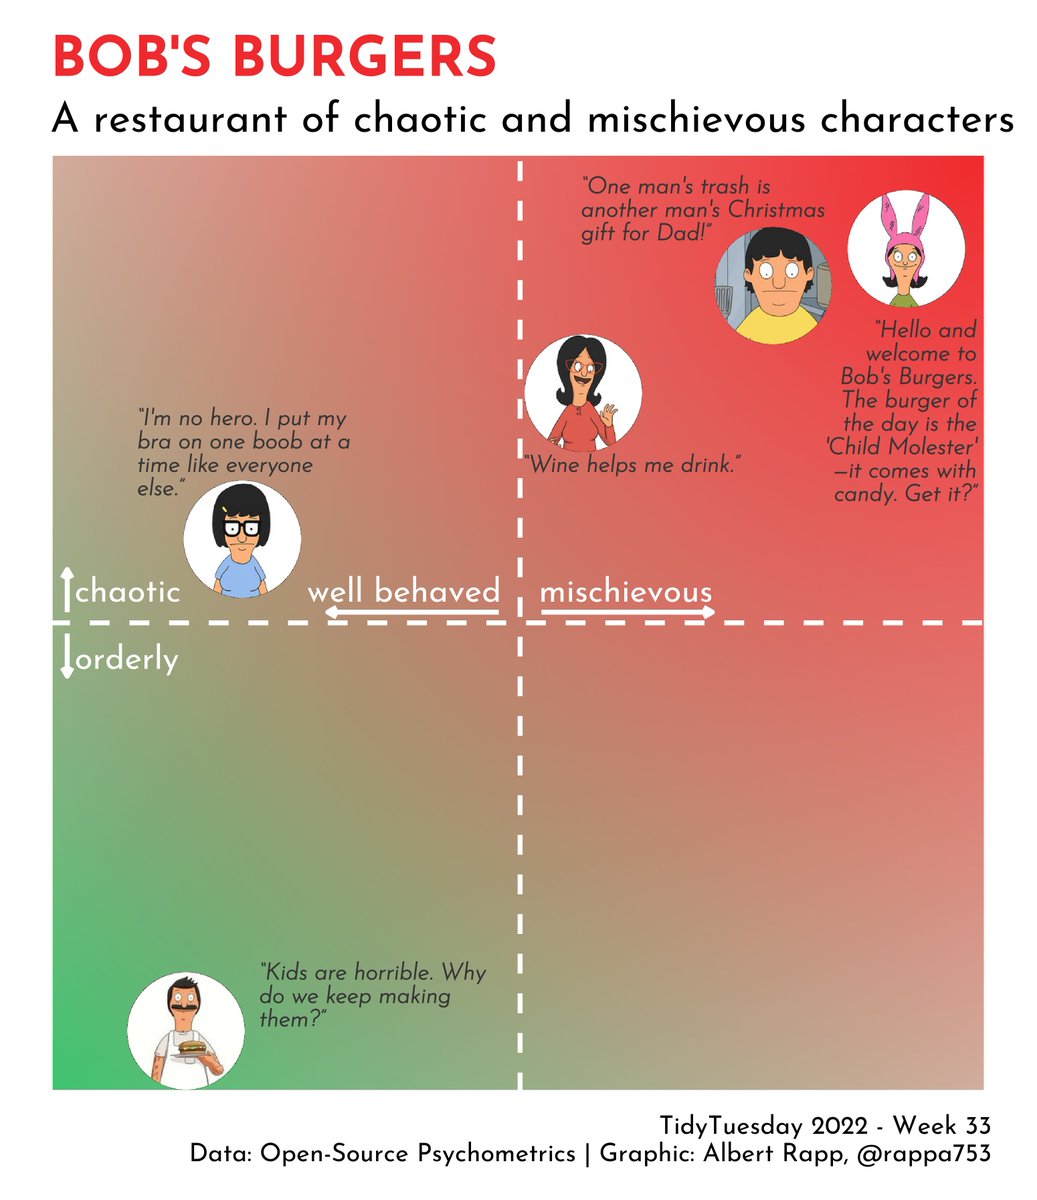 BOB'S BURGERS
A restaurant of chaotic and mischievous characters
“One man's trash is
another man's Christmas
gift for Dad!”
“Hello and
welcome to
Bob's Burgers.
The burger of
the day is the
'Child Molester'
—it comes with
candy. Get it?”
“Wine helps me drink.”
“I'm no hero. I put my
bra on one boob at a
time like everyone
else.”
chaotic
well behaved
mischievous
orderly
“Kids are horrible. Why
do we keep making
them?”
TidyTuesday 2022 - Week 33
Data: Open-Source Psychometrics | Graphic: Albert Rapp, @rappa753